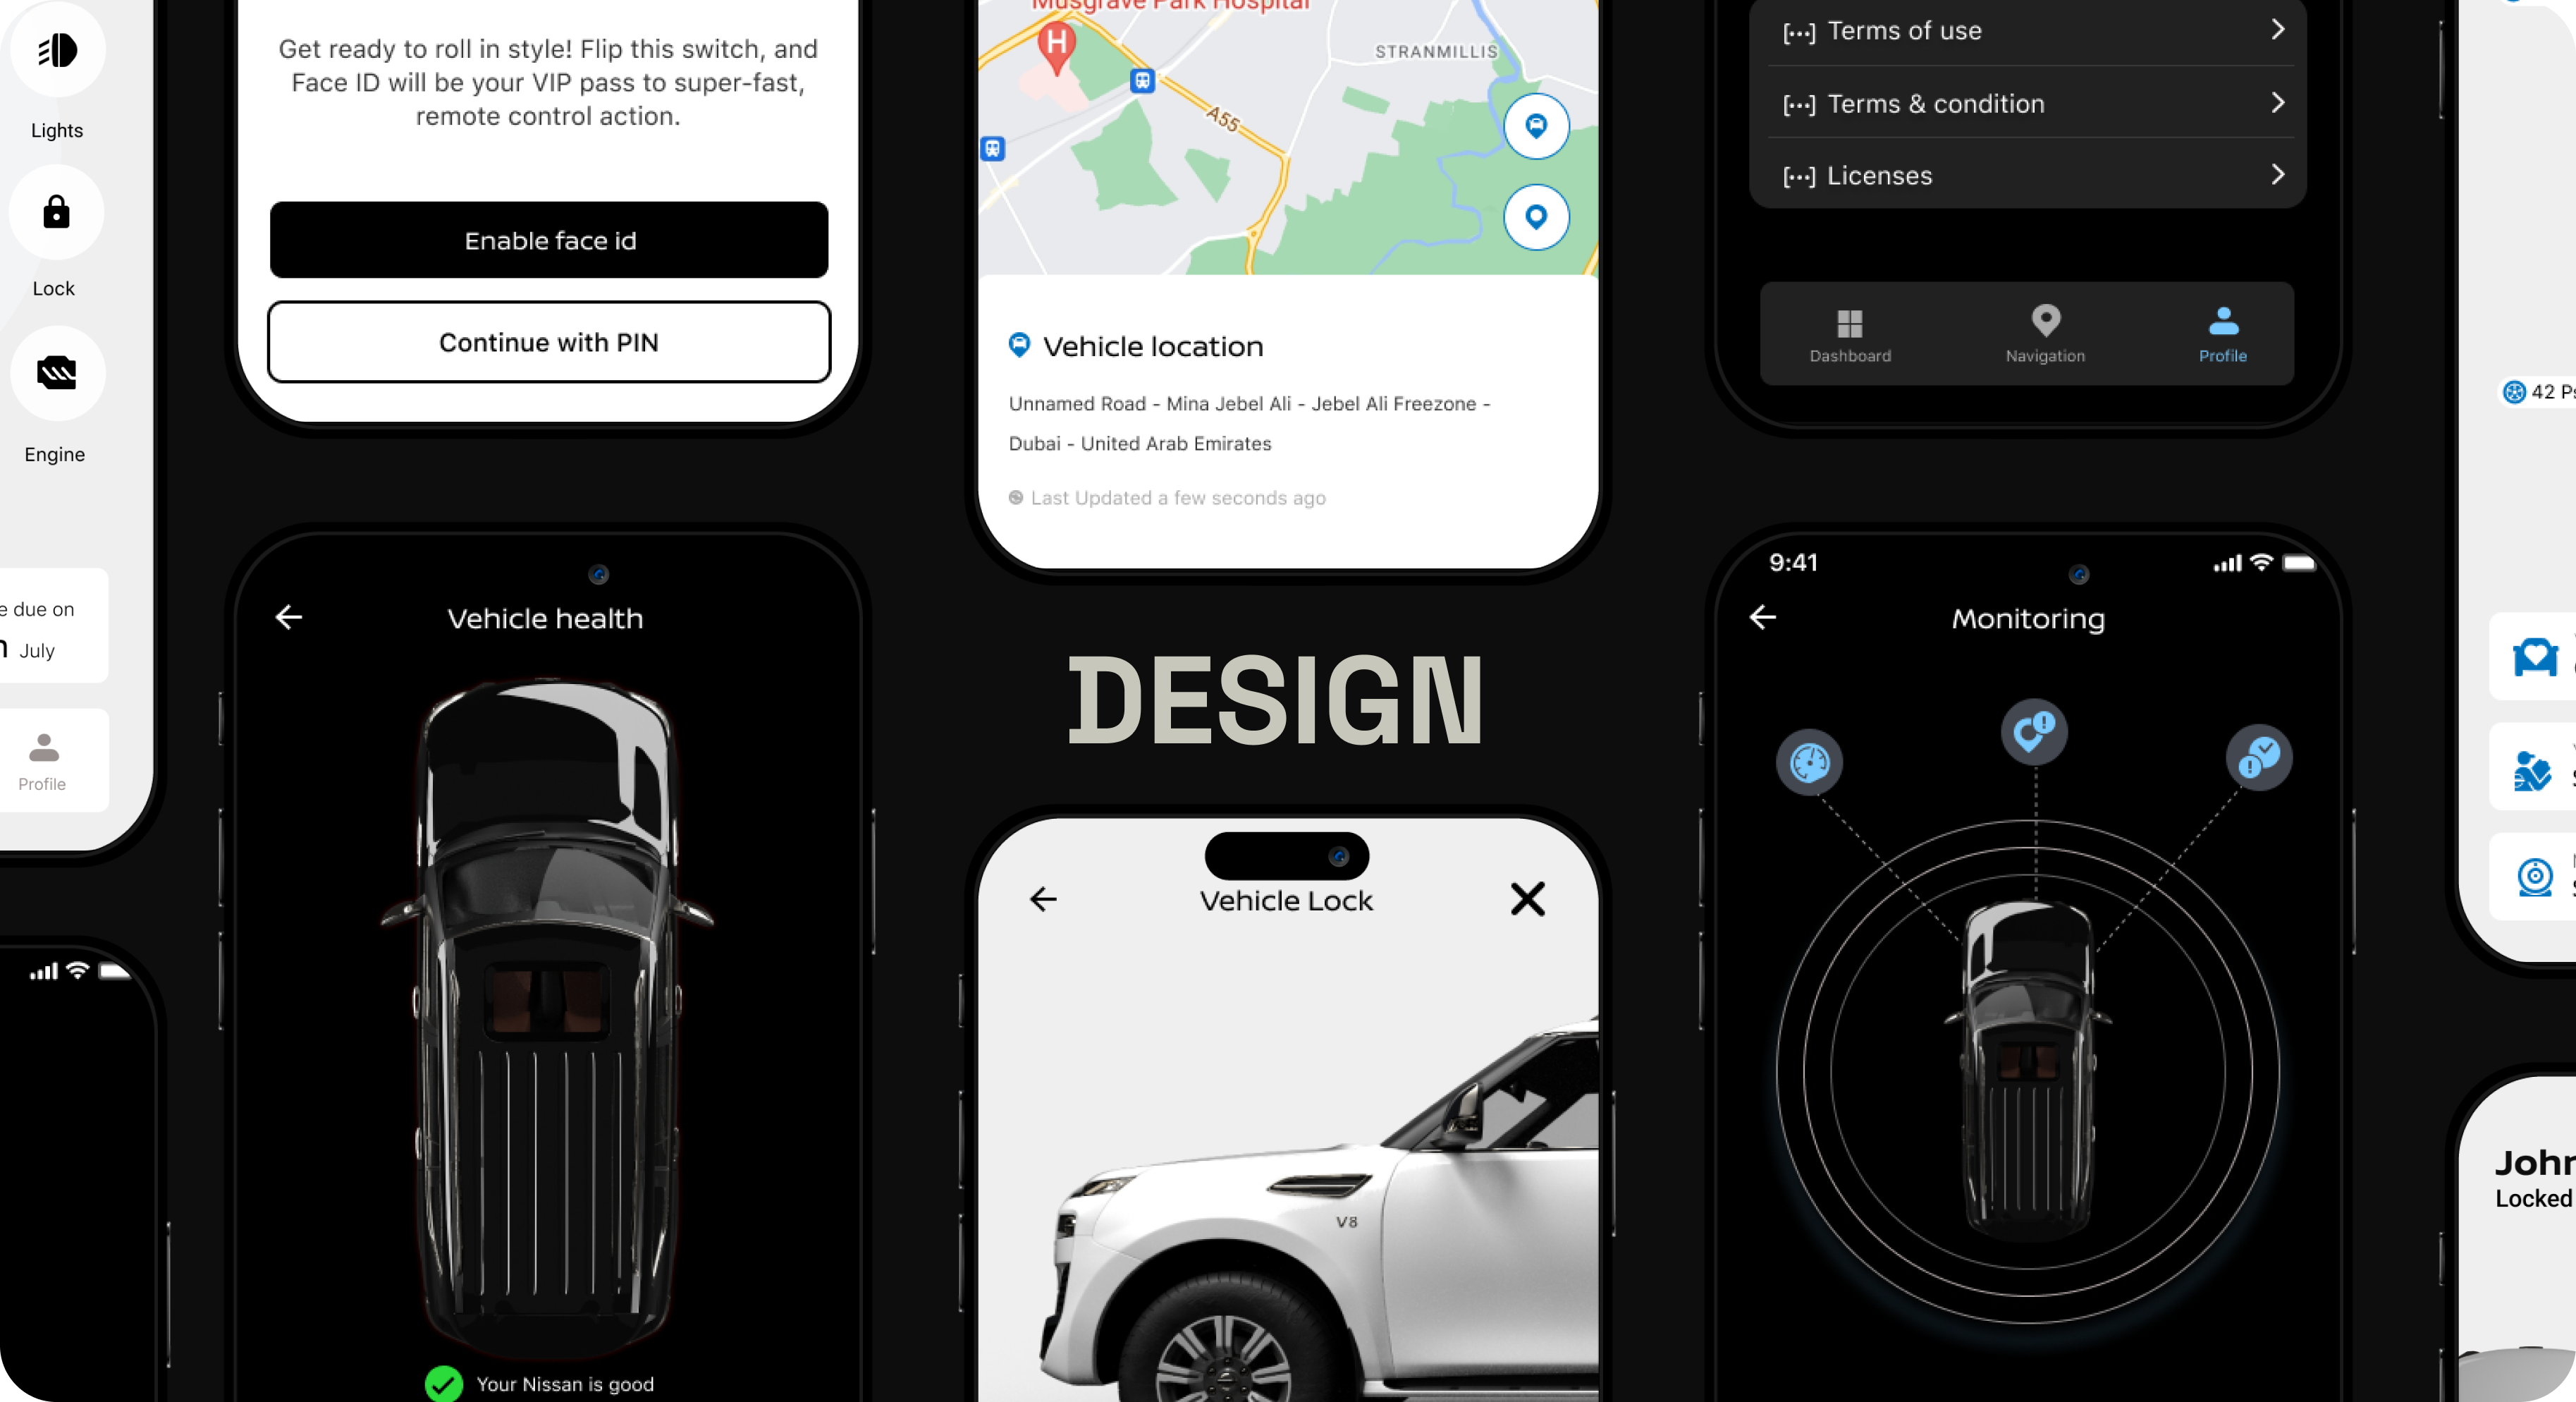 Lights
Lock
Engine
e due on
July
Profile
Get ready to roll in style! Flip this switch, and
Face ID will be your VIP pass to super-fast,
remote control action.
Enable face id
Continue with PIN
Vehicle health
Your Nissan is good
Musgrave Park Hospital
H
STRANMILLIS
A55
Vehicle location
Unnamed Road - Mina Jebel Ali - Jebel Ali Freezone -
Dubai - United Arab Emirates
Last Updated a few seconds ago
DESIGN
Vehicle Lock
V8
Terms of use
Terms & condition
Licenses
Dashboard
Navigation
Profile
9:41
Monitoring
42 Ps
John
Locked